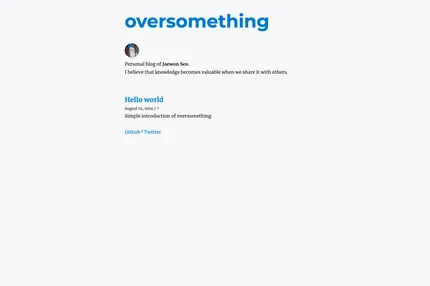 oversomething
Personal blog of Jaewon Seo.
I believe that knowledge becomes valuable when we share it with others.
Hello world
August 01, 2019 /
Simple introduction of oversomething
Github / Twitter